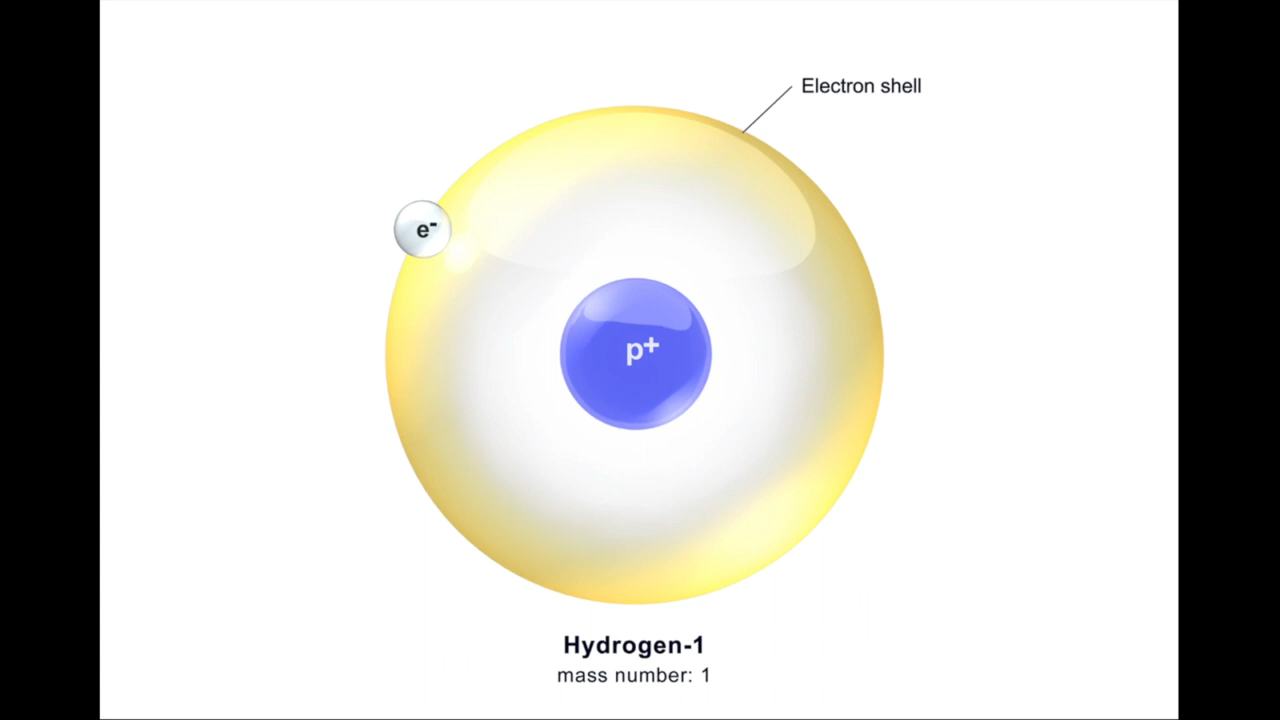 Electron shell
e-
p+
Hydrogen-1
mass number: 1